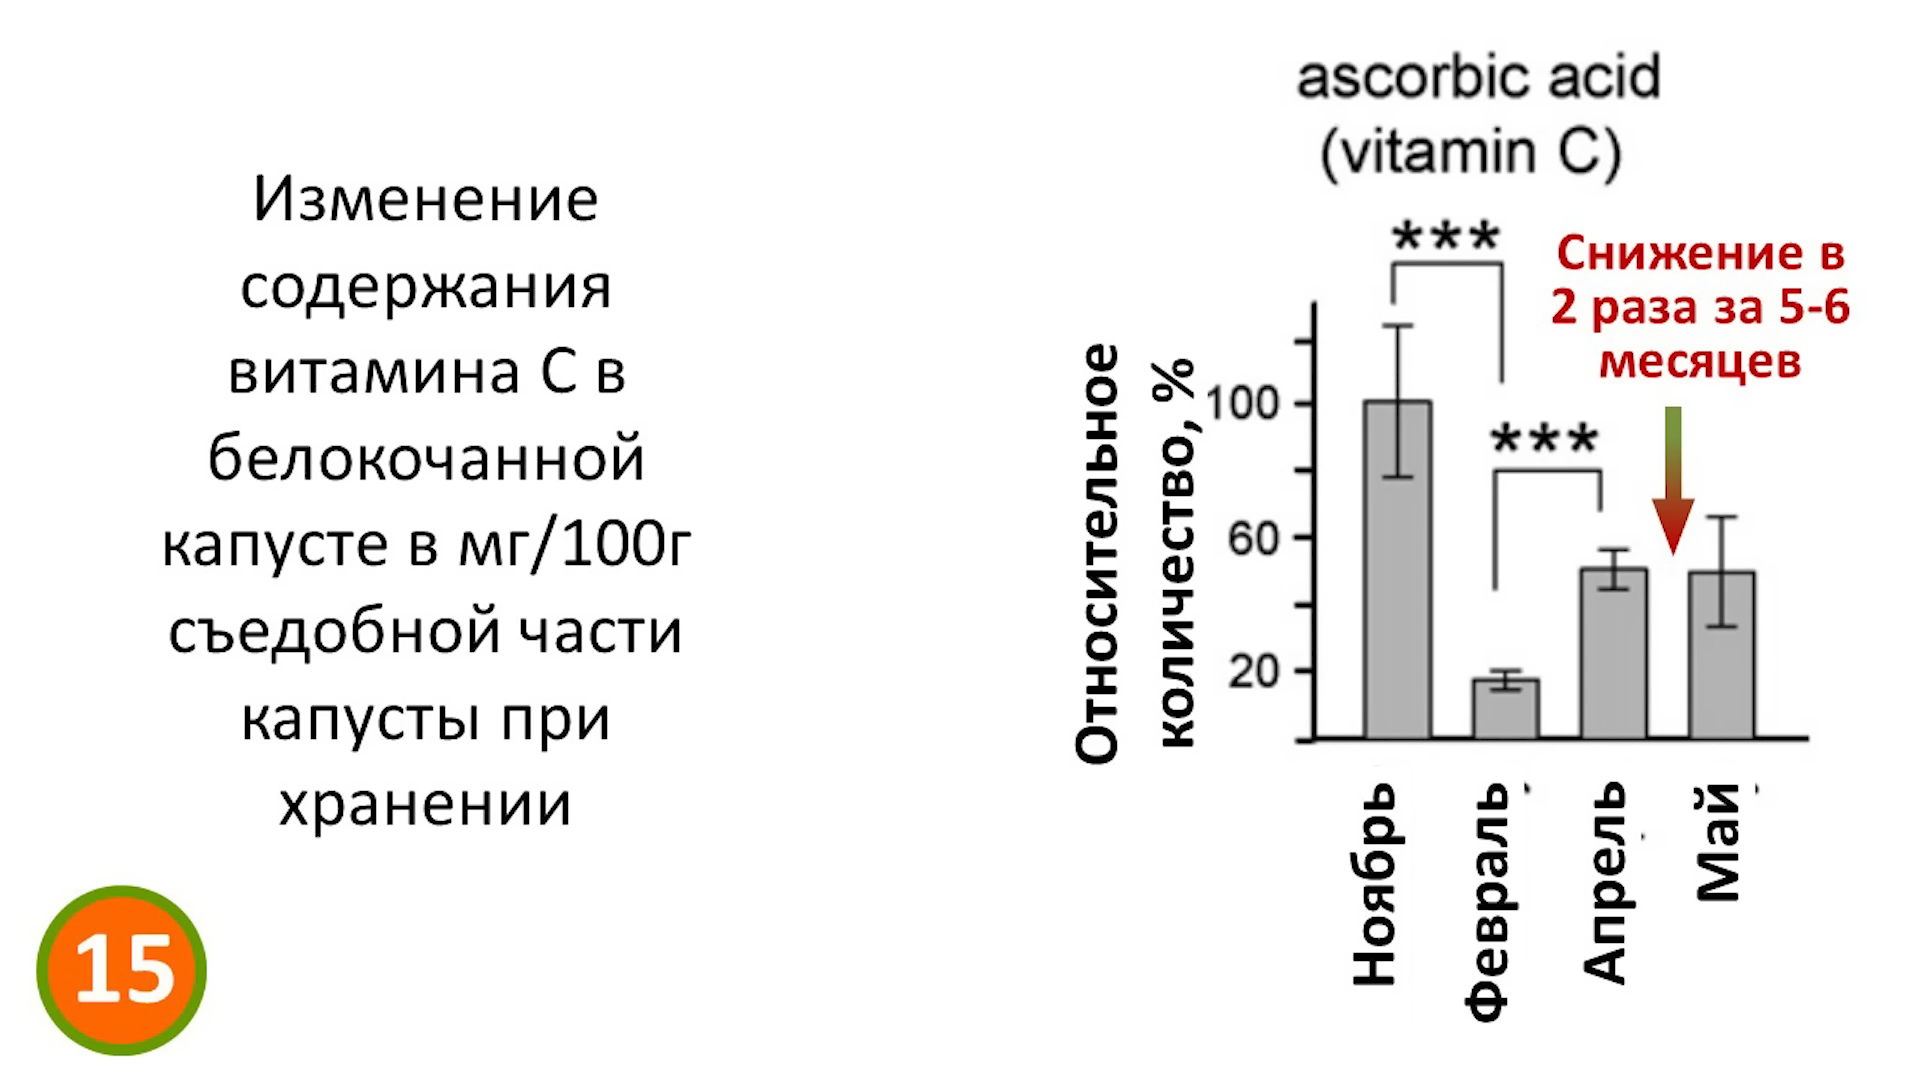 Изменение
содержания
витамина С в
белокочанной
капусте в мг/100г
съедобной части
капусты при
хранении
15
ascorbic acid
(vitamin C)
***
Снижение в
2 раза за 5-6
месяцев
***
Относительное
количество, %
100
60
20
Ноябрь
Февраль
Апрель
Май